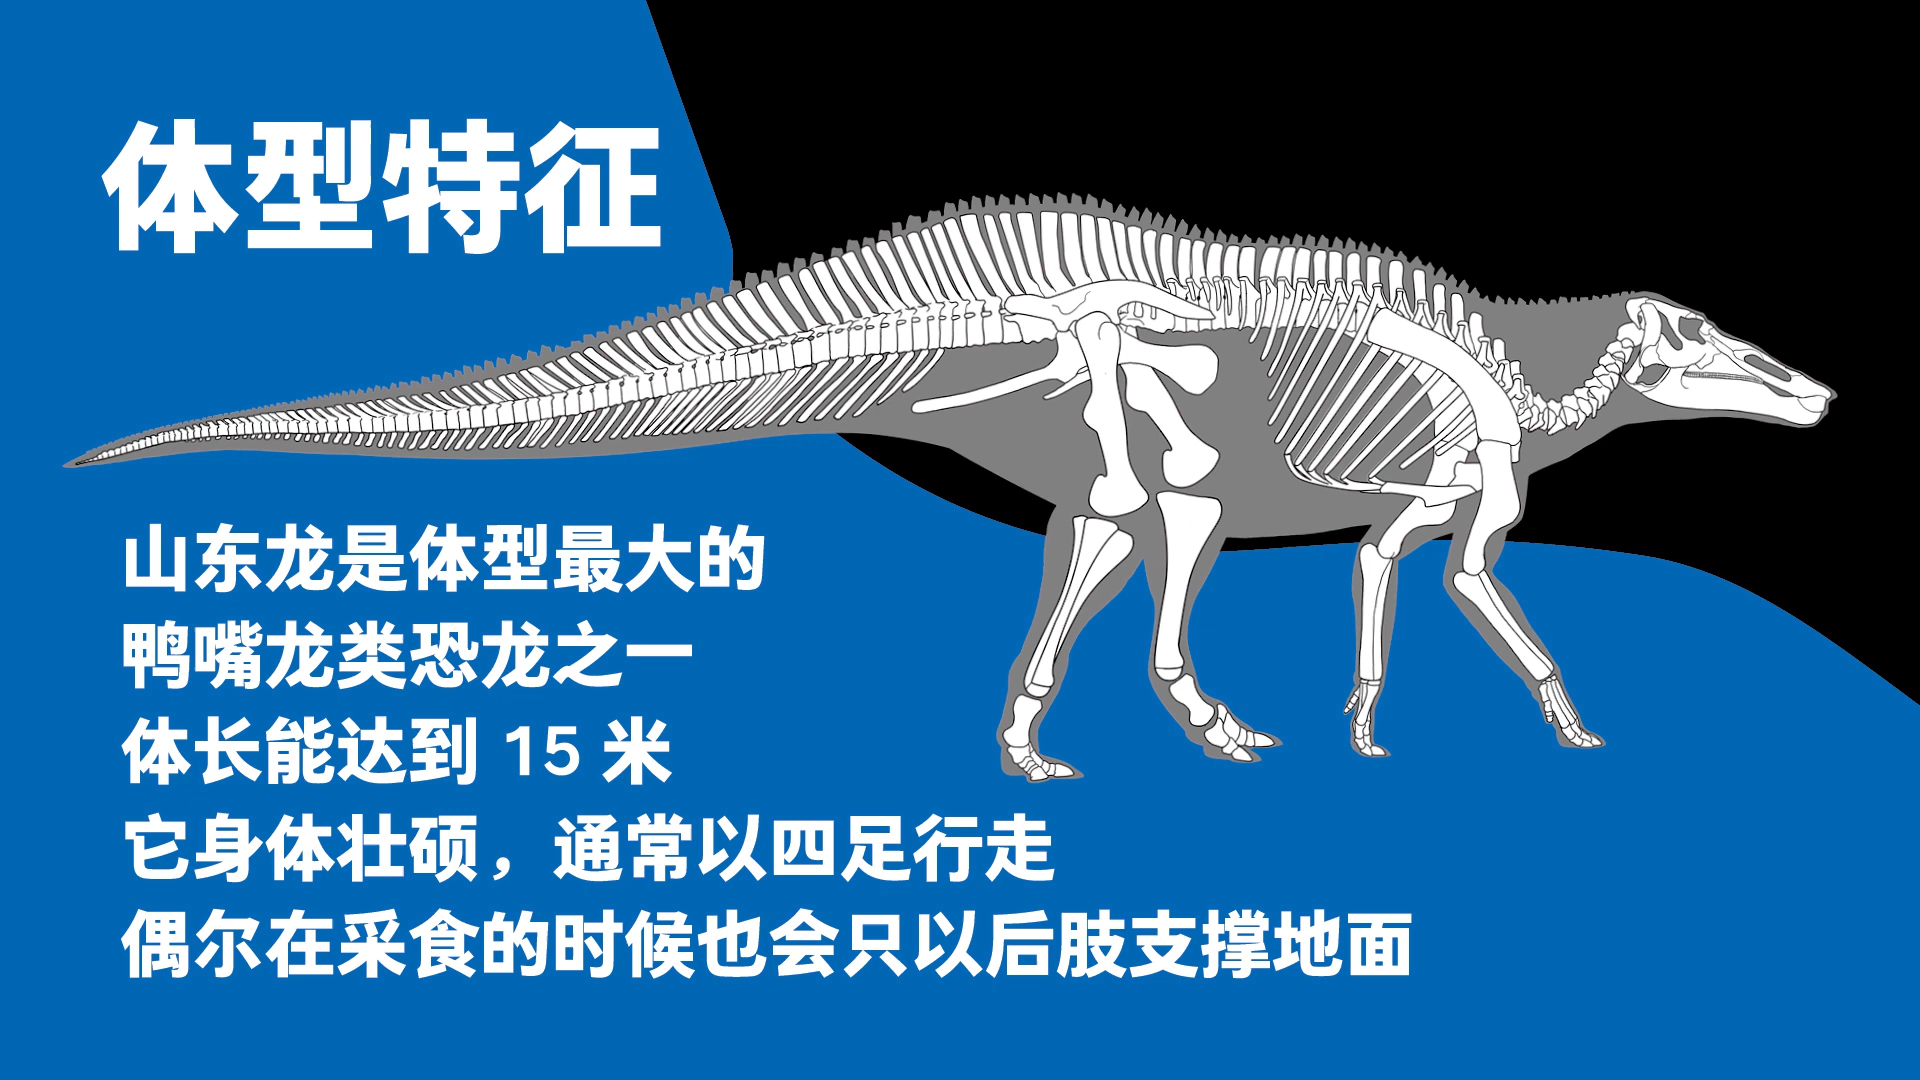 体型特征
山东龙是体型最大的
鸭嘴龙类恐龙之一
体长能达到 15 米
它身体壮硕，通常以四足行走
偶尔在采食的时候也会只以后肢支撑地面